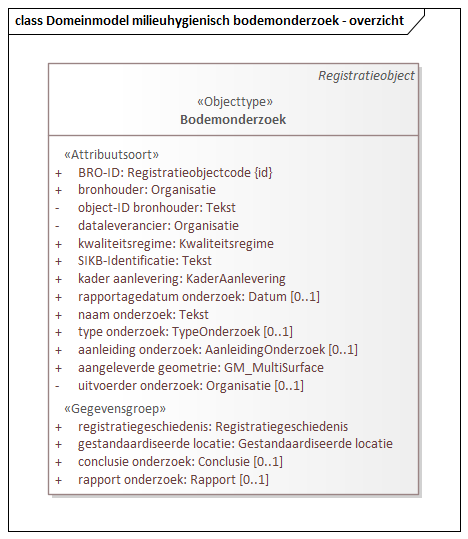 class Domeinmodel milieuhygienisch bodemonderzoek - overzicht
Registratieobject
«Objecttype»
Bodemonderzoek
«Attribuutsoort»
+ BRO-ID: Registratieobjectcode {id}
+ bronhouder: Organisatie
- object-ID bronhouder: Tekst
- dataleverancier: Organisatie
+ kwaliteitsregime: Kwaliteitsregime
+ SIKB-Identificatie: Tekst
+ kader aanlevering: KaderAanlevering
+ rapportagedatum onderzoek: Datum [0..1]
+ naam onderzoek: Tekst
+ type onderzoek: TypeOnderzoek [0..1]
+ aanleiding onderzoek: AanleidingOnderzoek [0..1]
+ aangeleverde geometrie: GM_MultiSurface
- uitvoerder onderzoek: Organisatie [0..1]
«Gegevensgroep»
+ registratiegeschiedenis: Registratiegeschiedenis
+ gestandaardiseerde locatie: Gestandaardiseerde locatie
+ conclusie onderzoek: Conclusie [0..1]
+ rapport onderzoek: Rapport [0..1]